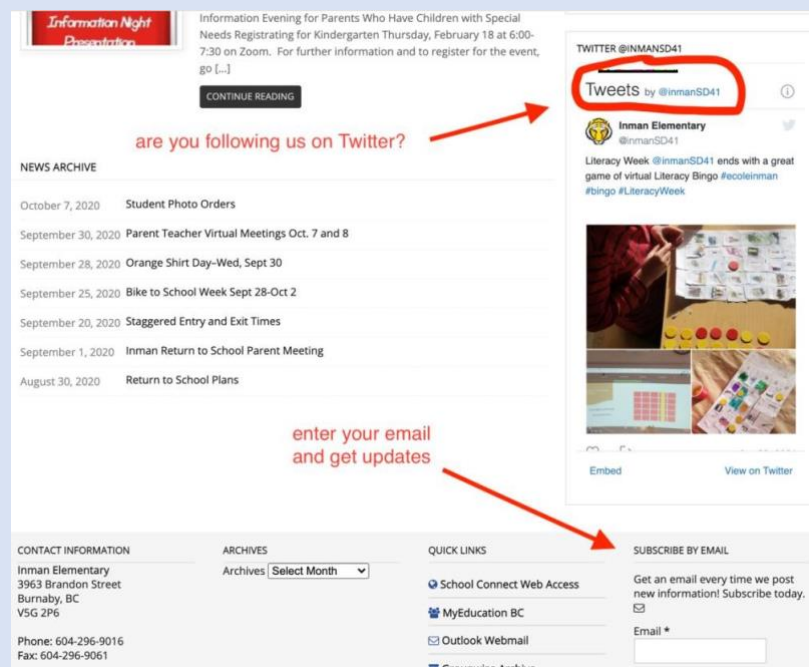 Information Night
Presentation
Information Evening for Parents Who Have Children with Special
Needs Registrating for Kindergarten Thursday, February 18 at 6:00-
7:30 on Zoom. For further information and to register for the event,
go [...]
CONTINUE READING
are you following us on Twitter?
NEWS ARCHIVE
October 7, 2020 Student Photo Orders
September 30, 2020 Parent Teacher Virtual Meetings Oct. 7 and 8
September 28, 2020 Orange Shirt Day–Wed, Sept 30
September 25, 2020 Bike to School Week Sept 28-Oct 2
September 20, 2020 Staggered Entry and Exit Times
September 1, 2020 Inman Return to School Parent Meeting
August 30, 2020 Return to School Plans
TWITTER @INMANSD41
Tweets by @inmanSD41
Inman Elementary
@inmanSD41
Literacy Week @inmanSD41 ends with a great
game of virtual Literacy Bingo #ecoleinman
#bingo #LiteracyWeek
Embed View on Twitter
enter your email
and get updates
CONTACT INFORMATION
Inman Elementary
3963 Brandon Street
Burnaby, BC
V5G 2P6
Phone: 604-296-9016
Fax: 604-296-9061
ARCHIVES
Archives Select Month
QUICK LINKS
School Connect Web Access
MyEducation BC
Outlook Webmail
SUBSCRIBE BY EMAIL
Get an email every time we post
new information! Subscribe today.
Email *